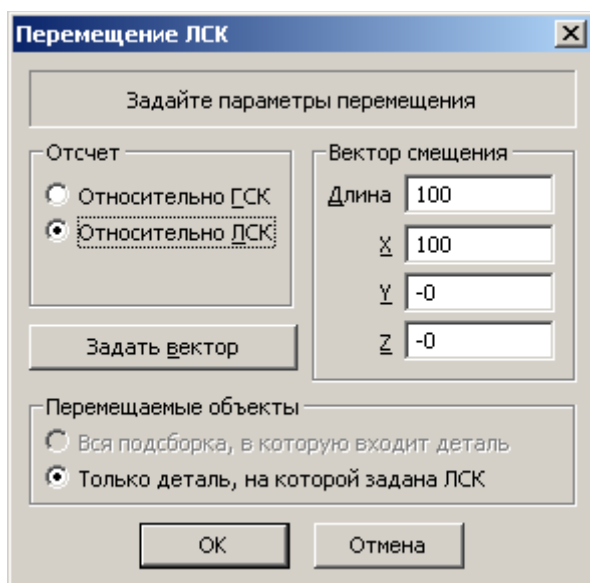 Перемещение ЛСК
Задайте параметры перемещения
Отсчет
Относительно ГСК
Относительно ЛСК
Задать вектор
Вектор смещения
Длина 100
X 100
Y -0
Z -0
Перемещаемые объекты
Вся подсборка, в которую входит деталь
Только деталь, на которой задана ЛСК
OK Отмена